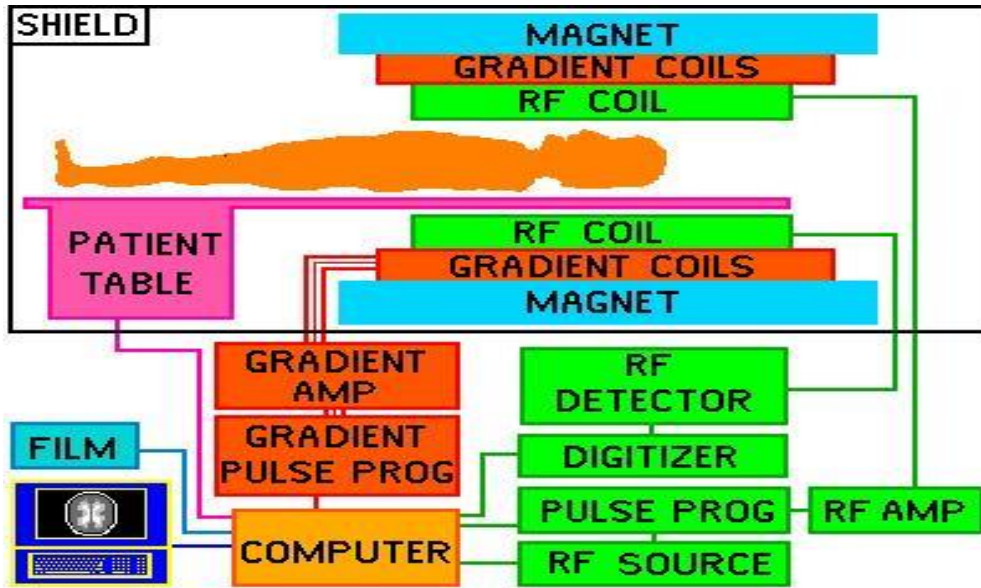 SHIELD
MAGNET
GRADIENT COILS
RF COIL
RF COIL
GRADIENT COILS
MAGNET
PATIENT
TABLE
GRADIENT
AMP
GRADIENT
PULSE PROG
RF
DETECTOR
DIGITIZER
PULSE PROG
RF AMP
RF SOURCE
FILM
COMPUTER